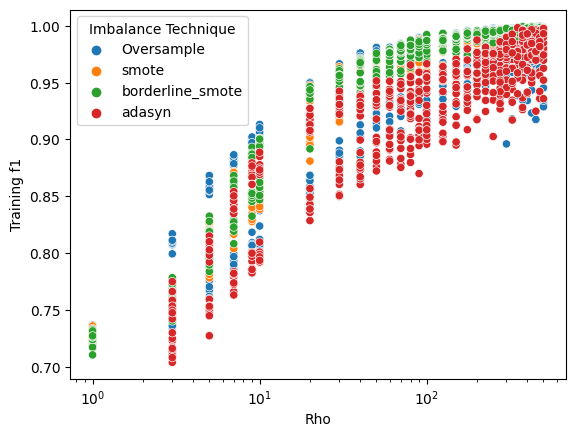 Imbalance Technique
Oversample
smote
borderline_smote
adasyn
Training f1
1.00
0.95
0.90
0.85
0.80
0.75
0.70
10⁰
10¹
10²
Rho